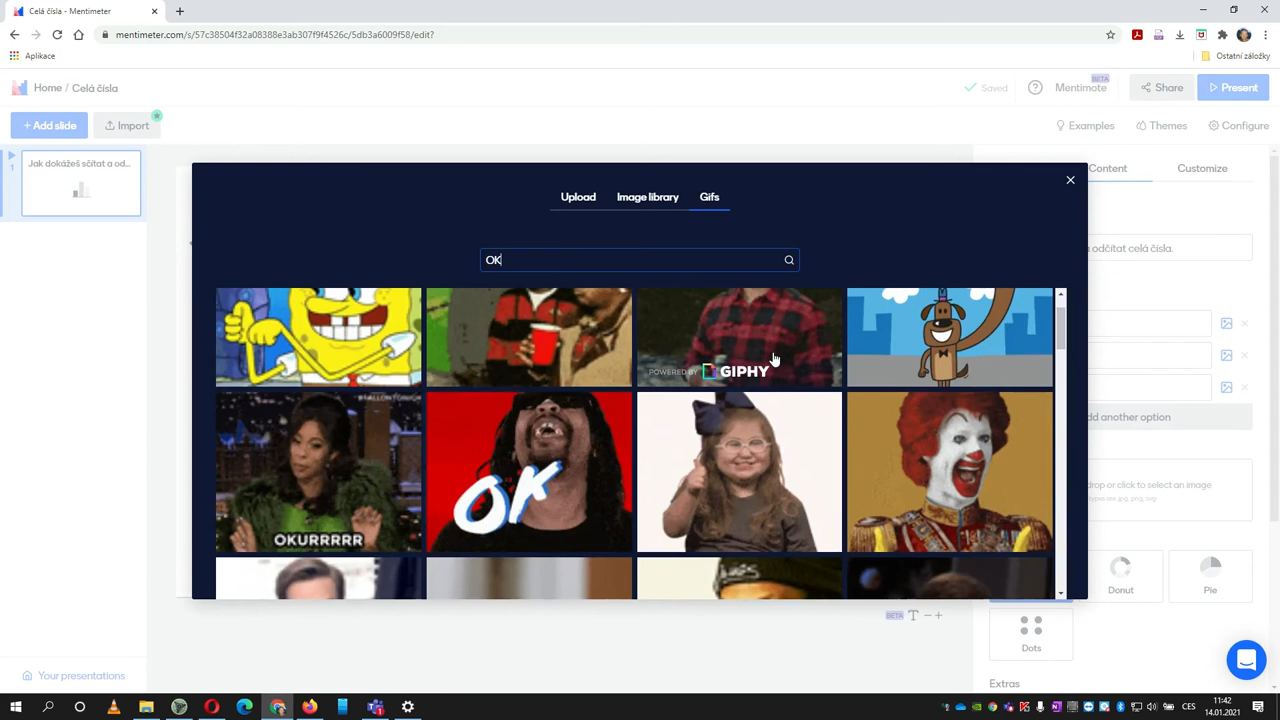 Celá čísla - Mentimeter
mentimeter.com/s/57c38504f32a08388e3ab307f9f4526c/5db3a6009f58/edit?
Aplikace
Ostatní záložky
Home / Celá čísla
Saved
Mentimote
BETA
Share
Present
+ Add slide
Import
Examples
Themes
Configure
1
Jak dokážeš sčítat a od...
Upload
Image library
Gifs
Content
Customize
OK
odčítat celá čísla.
POWERED BY GIPHY
OKURRRRR
OK
dd another option
drop or click to select an image
Donut
Pie
BETA
Dots
Extras
Your presentations
CES
11:42
14.01.2021